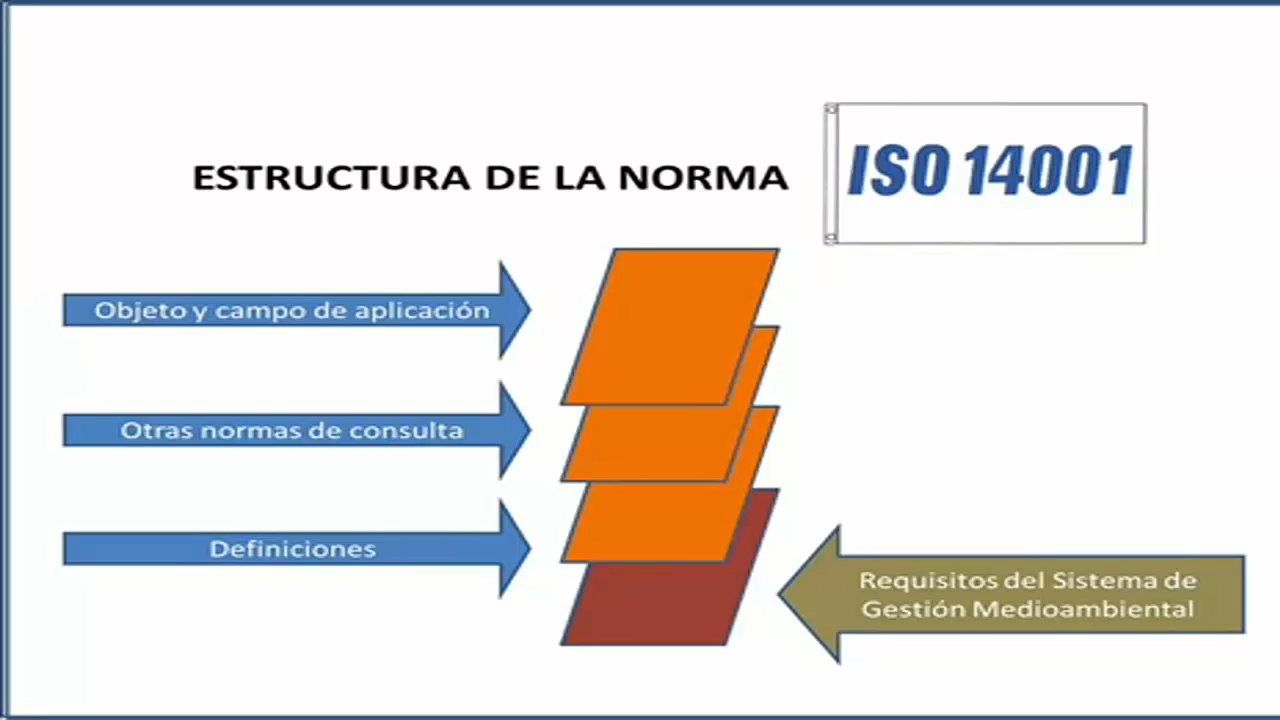 ESTRUCTURA DE LA NORMA
ISO 14001
Objeto y campo de aplicación
Otras normas de consulta
Definiciones
Requisitos del Sistema de
Gestión Medioambiental